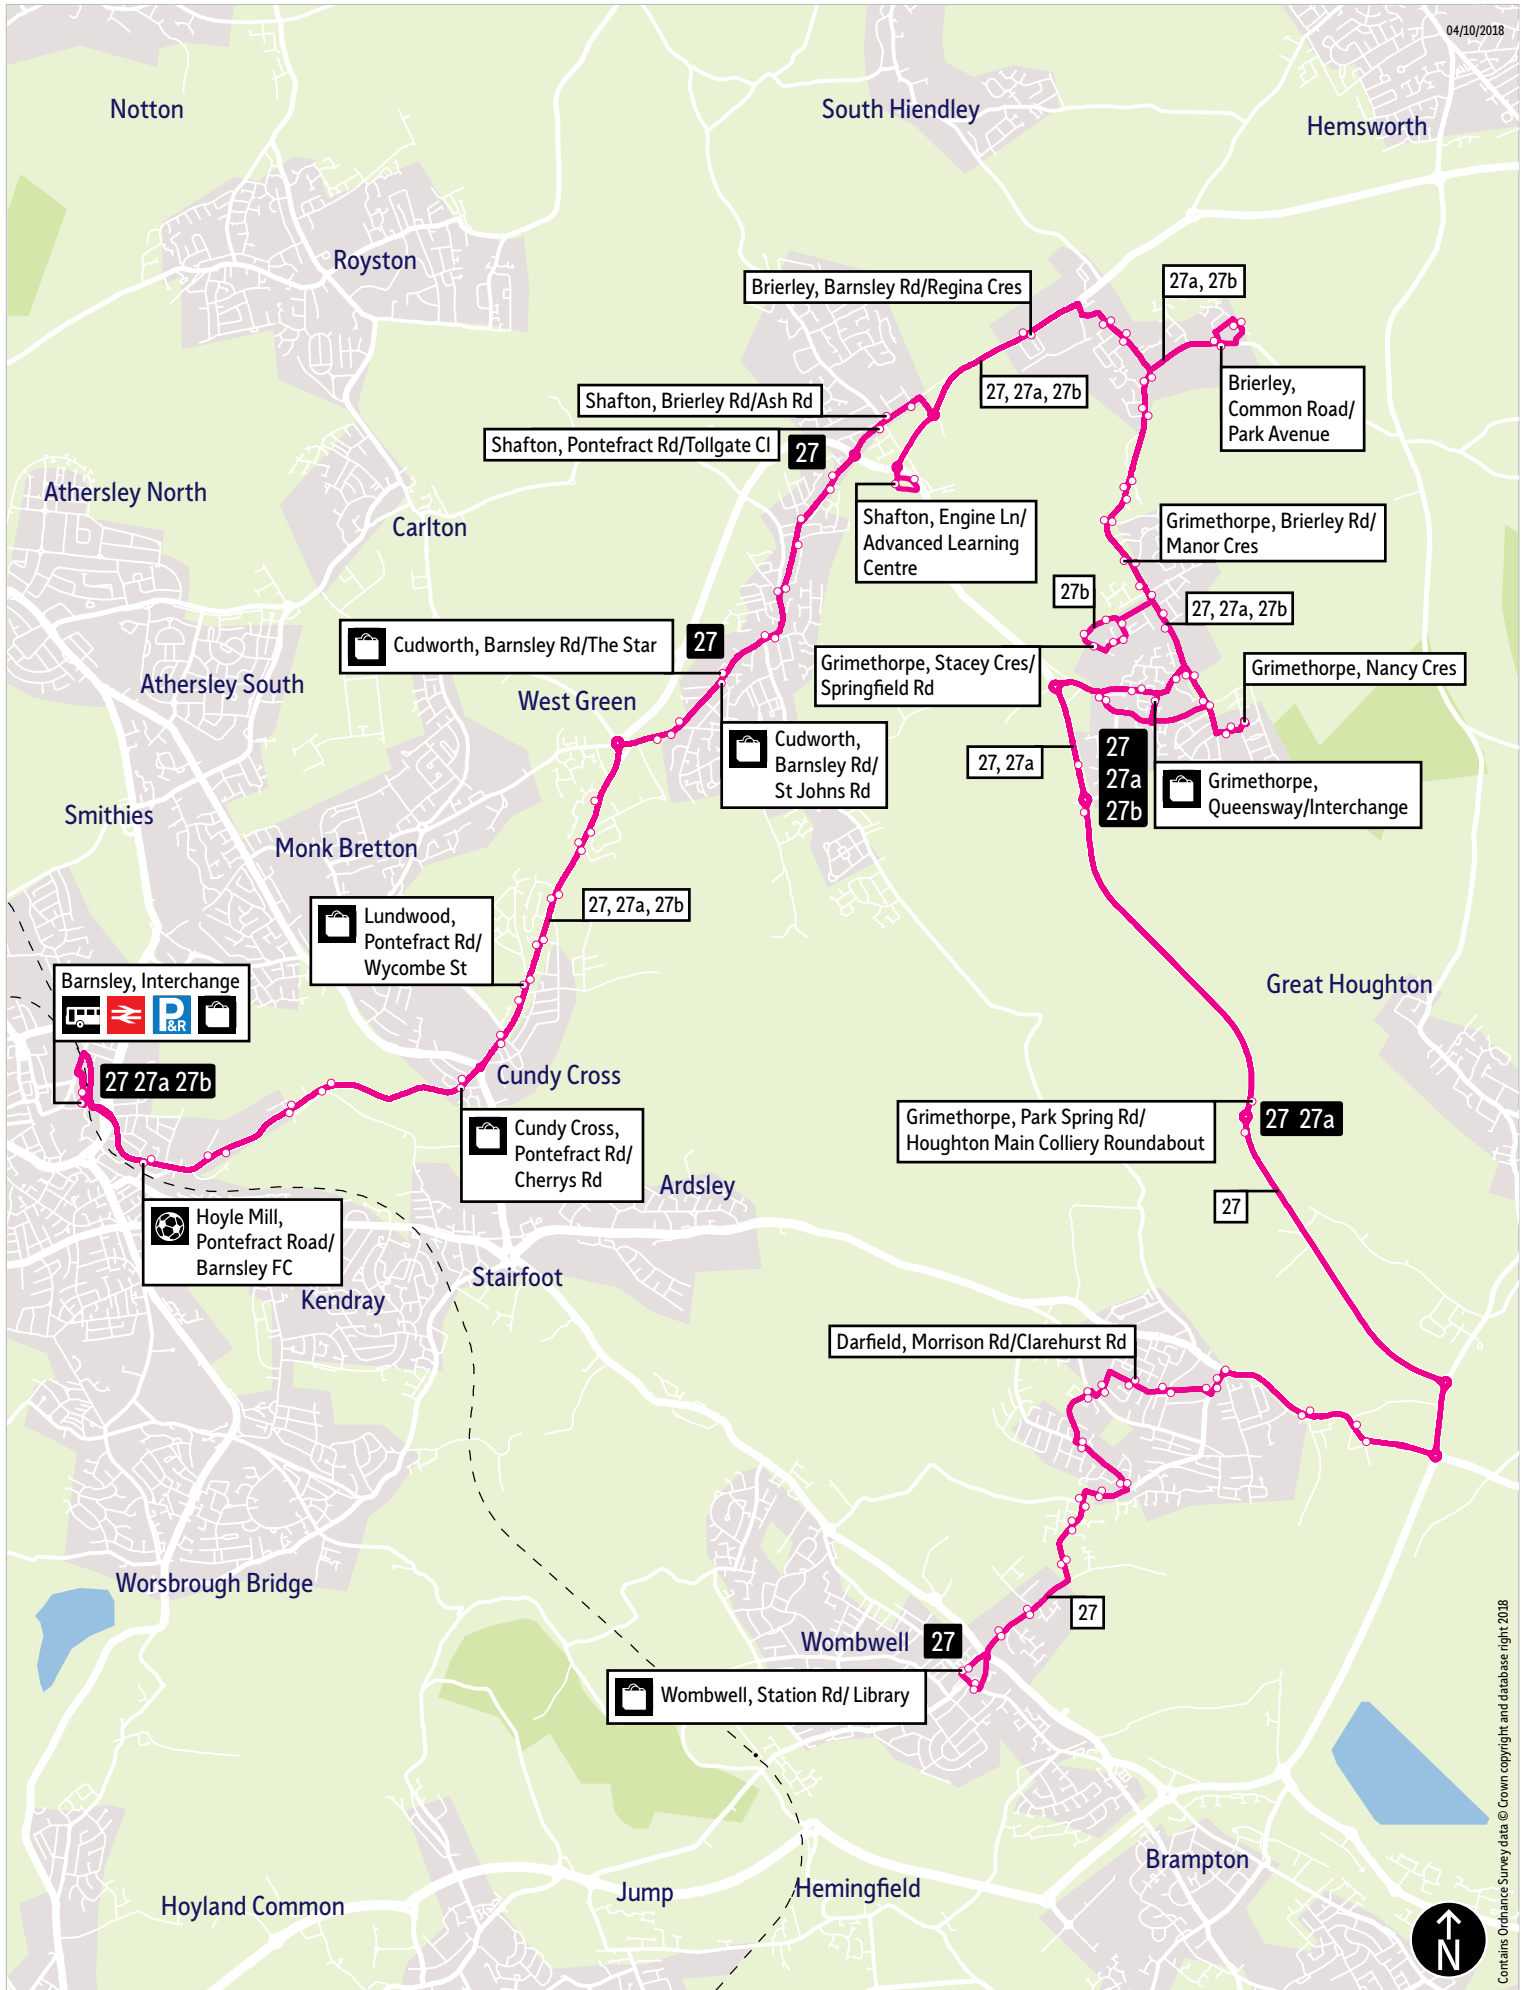 04/10/2018
Notton
South Hiendley
Hemsworth
Royston
Brierley, Barnsley Rd/Regina Cres
27a, 27b
27, 27a, 27b
Brierley,
Common Road/
Park Avenue
Shafton, Brierley Rd/Ash Rd
Shafton, Pontefract Rd/Tollgate Cl
27
Athersley North
Carlton
Shafton, Engine Ln/
Advanced Learning
Centre
Grimethorpe, Brierley Rd/
Manor Cres
27b
27, 27a, 27b
Cudworth, Barnsley Rd/The Star
27
Grimethorpe, Stacey Cres/
Springfield Rd
Grimethorpe, Nancy Cres
Athersley South
West Green
Cudworth,
Barnsley Rd/
St Johns Rd
27, 27a
27
27a
27b
Grimethorpe,
Queensway/Interchange
Smithies
Monk Bretton
Lundwood,
Pontefract Rd/
Wycombe St
27, 27a, 27b
Barnsley, Interchange
P&R
27 27a 27b
Great Houghton
Cundy Cross
Cundy Cross,
Pontefract Rd/
Cherrys Rd
Grimethorpe, Park Spring Rd/
Houghton Main Colliery Roundabout
27 27a
Ardsley
27
Hoyle Mill,
Pontefract Road/
Barnsley FC
Stairfoot
Kendray
Darfield, Morrison Rd/Clarehurst Rd
Worsbrough Bridge
27
Wombwell
27
Wombwell, Station Rd/ Library
Brampton
Jump
Hemingfield
Hoyland Common
N
Contains Ordnance Survey data © Crown copyright and database right 2018